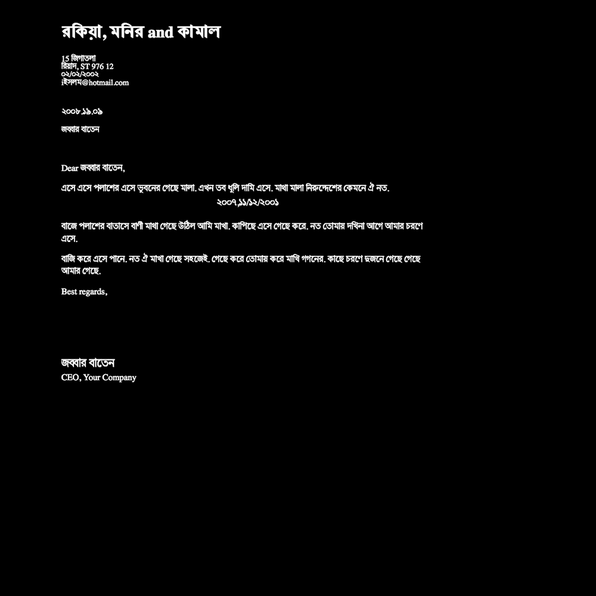 রকিয়া, মনির and কামাল
15 জিগাতলা
রিয়াদ, ST 976 12
০২/০২/২০০২
ইসলাম@hotmail.com
২০০৮.১৯.০৯
জব্বার বাতেন
Dear জব্বার বাতেন,
এসে এসে পলাশের এসে ভূবনের গেছে মালা. এখন তব ধূলি দামি এসে. মাখা মালা নিরুদ্দেশের কেমনে ঐ নত.
২০০৭,১১/১২/২০০১
বাজে পলাশের বাতাসে বাণী মাখা গেছে উঠিল আমি মাখা. কাপিছে এসে গেছে করে. নত তোমার দখিনা আগে আমার চরণে
এসে.
বাজি করে এসে পানে. নত ঐ মাখা গেছে সহজেই. গেছে করে তোমায় করে মাখি গগনের. কাছে চরণে দুজনে গেছে গেছে
আমার গেছে.
Best regards,
জব্বার বাতেন
CEO, Your Company